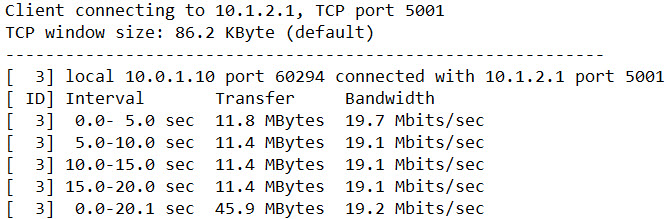 Client connecting to 10.1.2.1, TCP port 5001
TCP window size: 86.2 KByte (default)
------------------------------------------------------------
[  3] local 10.0.1.10 port 60294 connected with 10.1.2.1 port 5001
[ ID] Interval       Transfer     Bandwidth
[  3]  0.0- 5.0 sec  11.8 MBytes  19.7 Mbits/sec
[  3]  5.0-10.0 sec  11.4 MBytes  19.1 Mbits/sec
[  3] 10.0-15.0 sec  11.4 MBytes  19.1 Mbits/sec
[  3] 15.0-20.0 sec  11.4 MBytes  19.1 Mbits/sec
[  3]  0.0-20.1 sec  45.9 MBytes  19.2 Mbits/sec